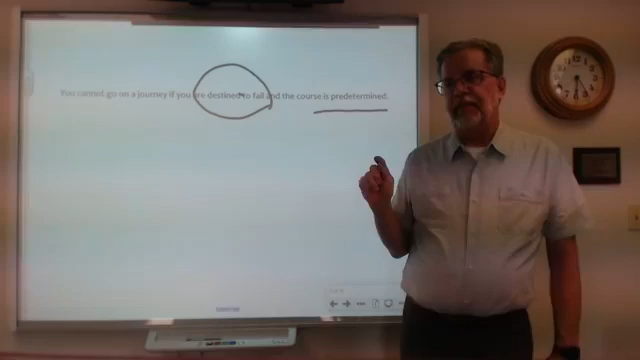 You cannot go on a journey if you are destined to fail and the course is predetermined.